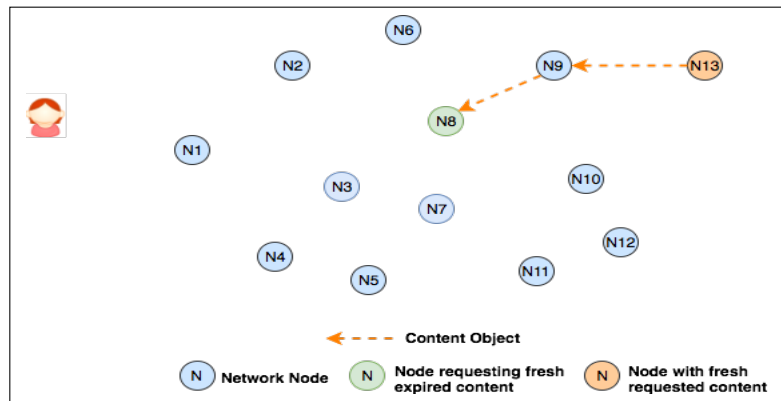 N6
N2
N9
N13
N8
N1
N3
N10
N7
N4
N12
N5
N11
Content Object
N Network Node
N Node requesting fresh
expired content
N Node with fresh
requested content